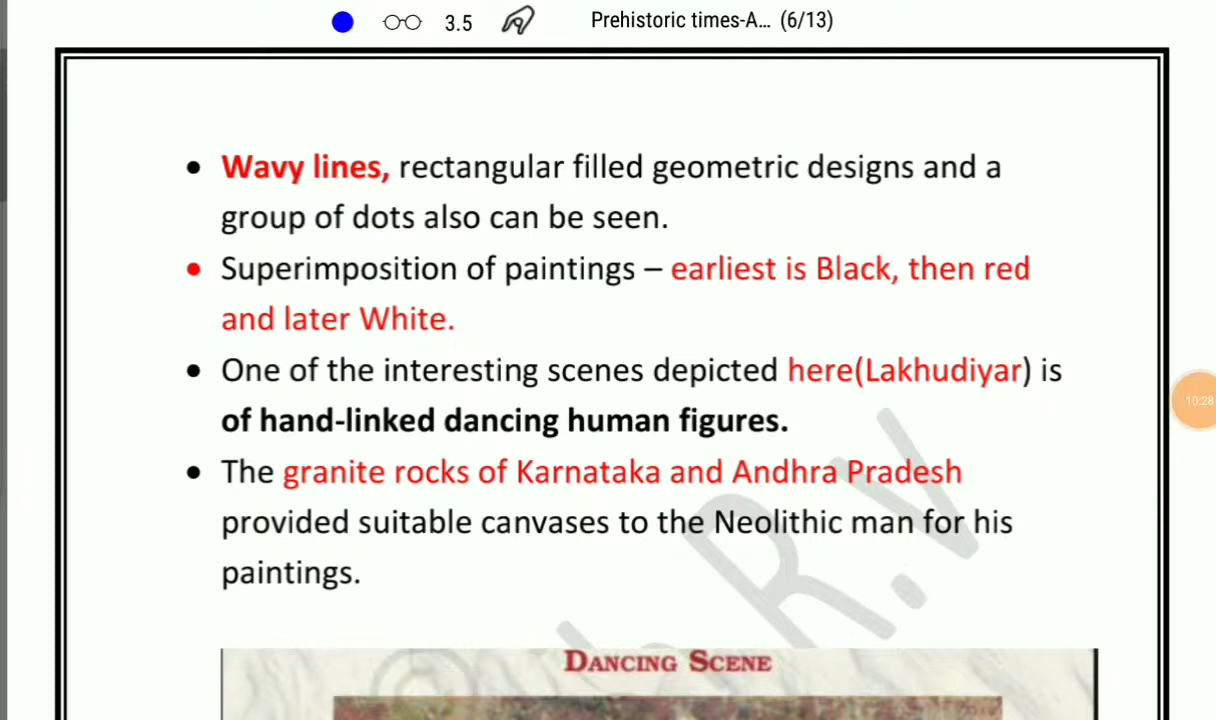 3.5 Prehistoric times-A... (6/13)
• Wavy lines, rectangular filled geometric designs and a
group of dots also can be seen.
• Superimposition of paintings – earliest is Black, then red
and later White.
• One of the interesting scenes depicted here(Lakhudiyar) is
of hand-linked dancing human figures.
10:28
• The granite rocks of Karnataka and Andhra Pradesh
provided suitable canvases to the Neolithic man for his
paintings.
R.V
DANCING SCENE